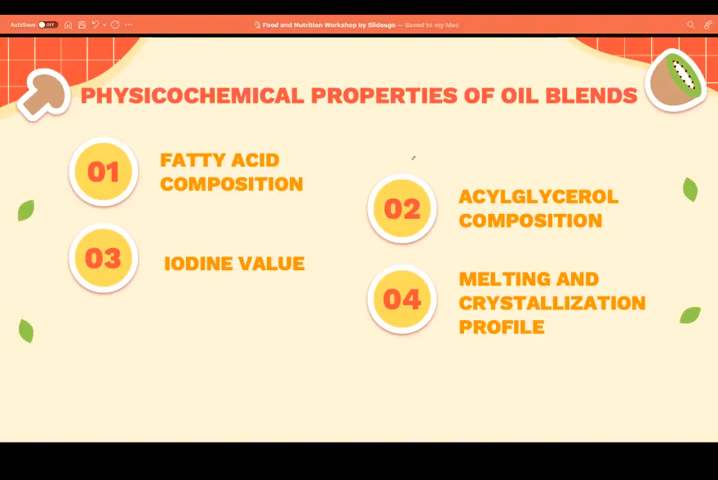 AutoSave OFF
Food and Nutrition Workshop by Slidesgo — Saved to my Mac
PHYSICOCHEMICAL PROPERTIES OF OIL BLENDS
01
FATTY ACID
COMPOSITION
02
ACYLGLYCEROL
COMPOSITION
03
IODINE VALUE
04
MELTING AND
CRYSTALLIZATION
PROFILE